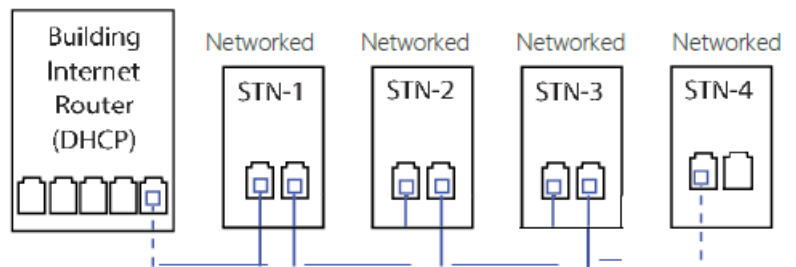 Building
Internet
Router
(DHCP)
Networked
STN-1
Networked
STN-2
Networked
STN-3
Networked
STN-4